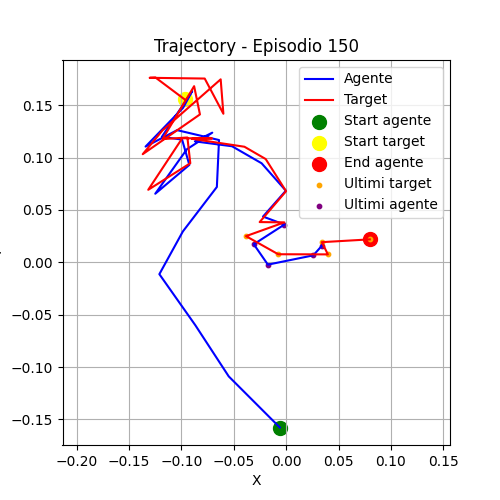 Trajectory - Episodio 150
Agente
Target
Start agente
Start target
End agente
Ultimi target
Ultimi agente
0.15
0.10
0.05
0.00
−0.05
−0.10
−0.15
−0.20 −0.15 −0.10 −0.05 0.00 0.05 0.10 0.15
X